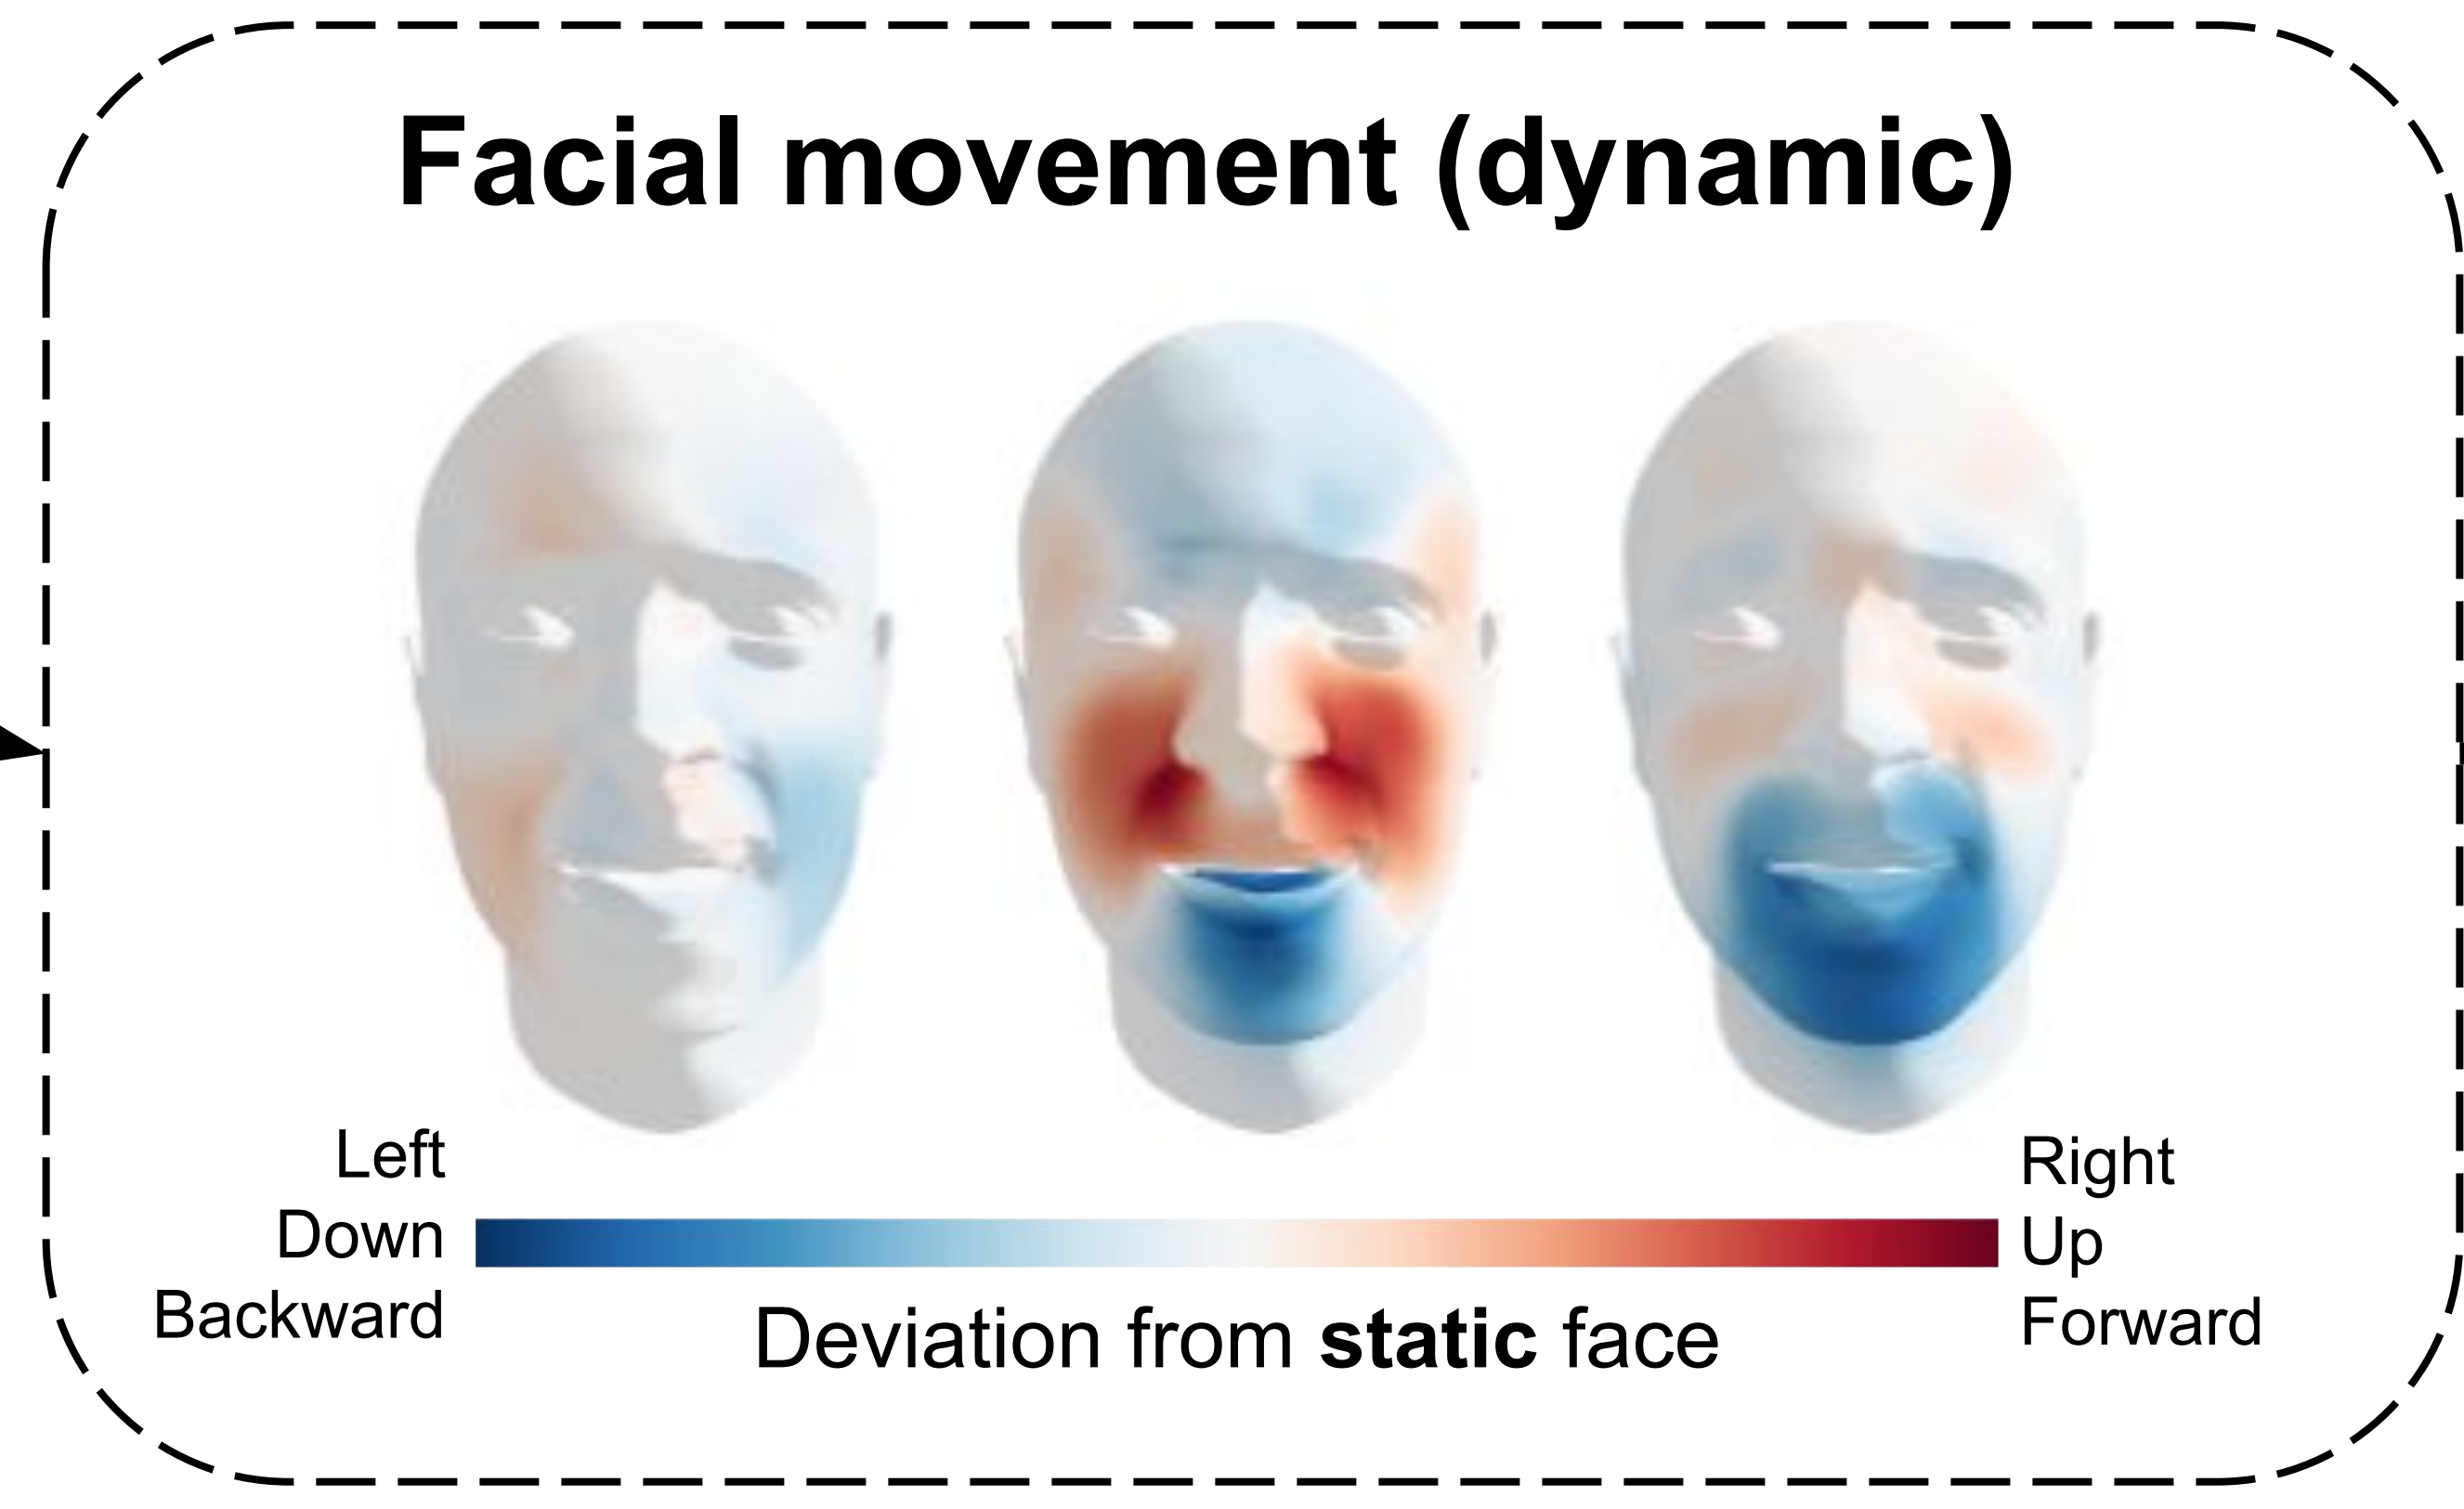 Facial movement (dynamic)
Left
Right
Down
Up
Backward
Forward
Deviation from static face